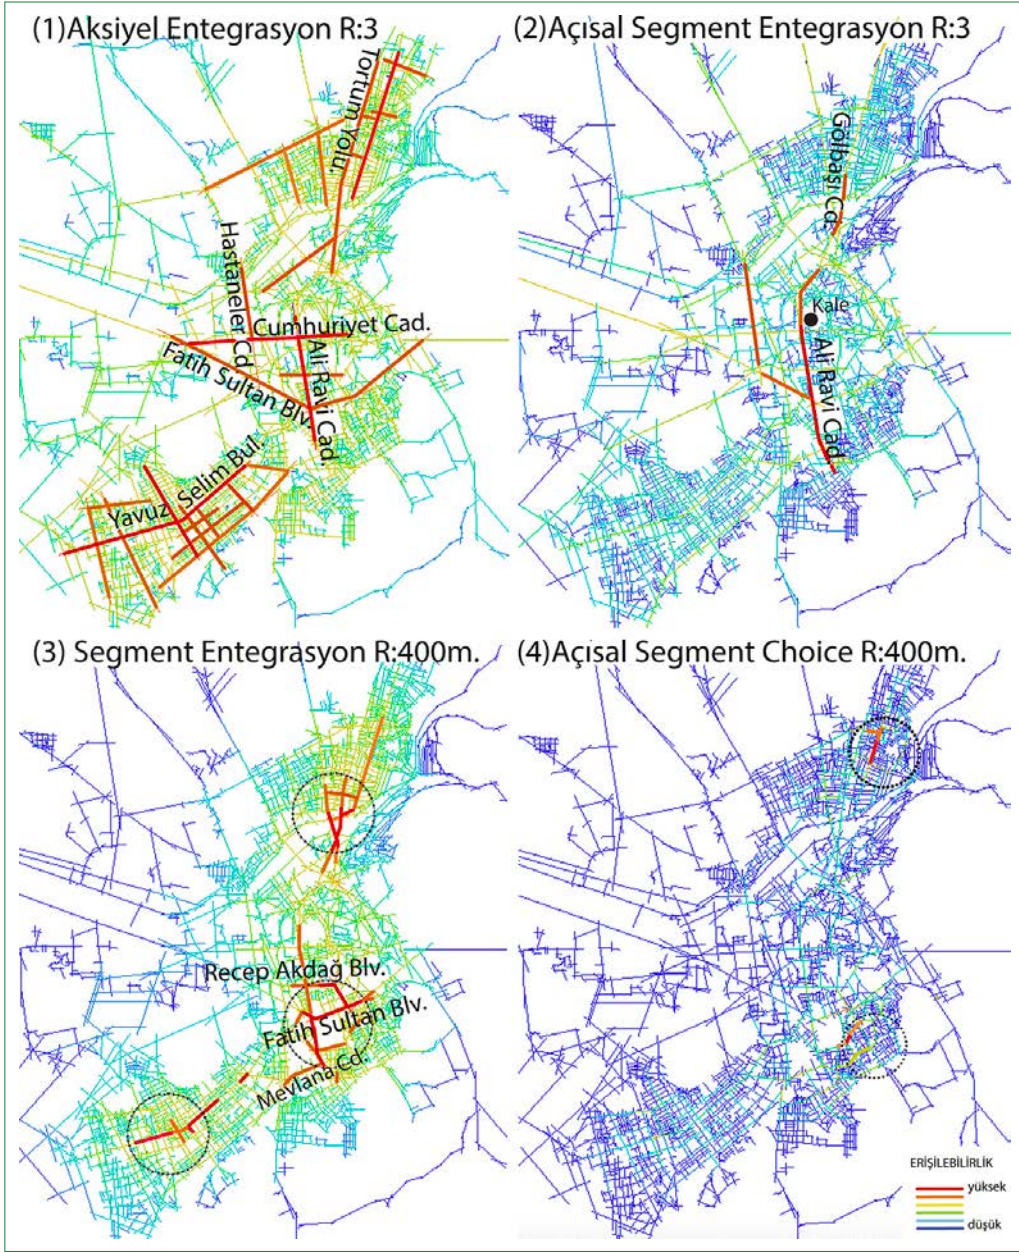 (1)Aksiyel Entegrasyon R:3
Tortum Yolu.
Hastaneler Cd
Cumhuriyet Cad.
Fatih Sultan Blv.
Ali Ravi Cad.
Yavuz Selim Bul.
(2)Açısal Segment Entegrasyon R:3
Gölbaşı Cd.
Kale
Ali Ravi Cad.
(3) Segment Entegrasyon R:400m.
Recep Akdağ Blv.
Fatih Sultan Blv.
Mevlana Cd.
(4)Açısal Segment Choice R:400m.
ERİŞİLEBİLİRLİK
yüksek
düşük